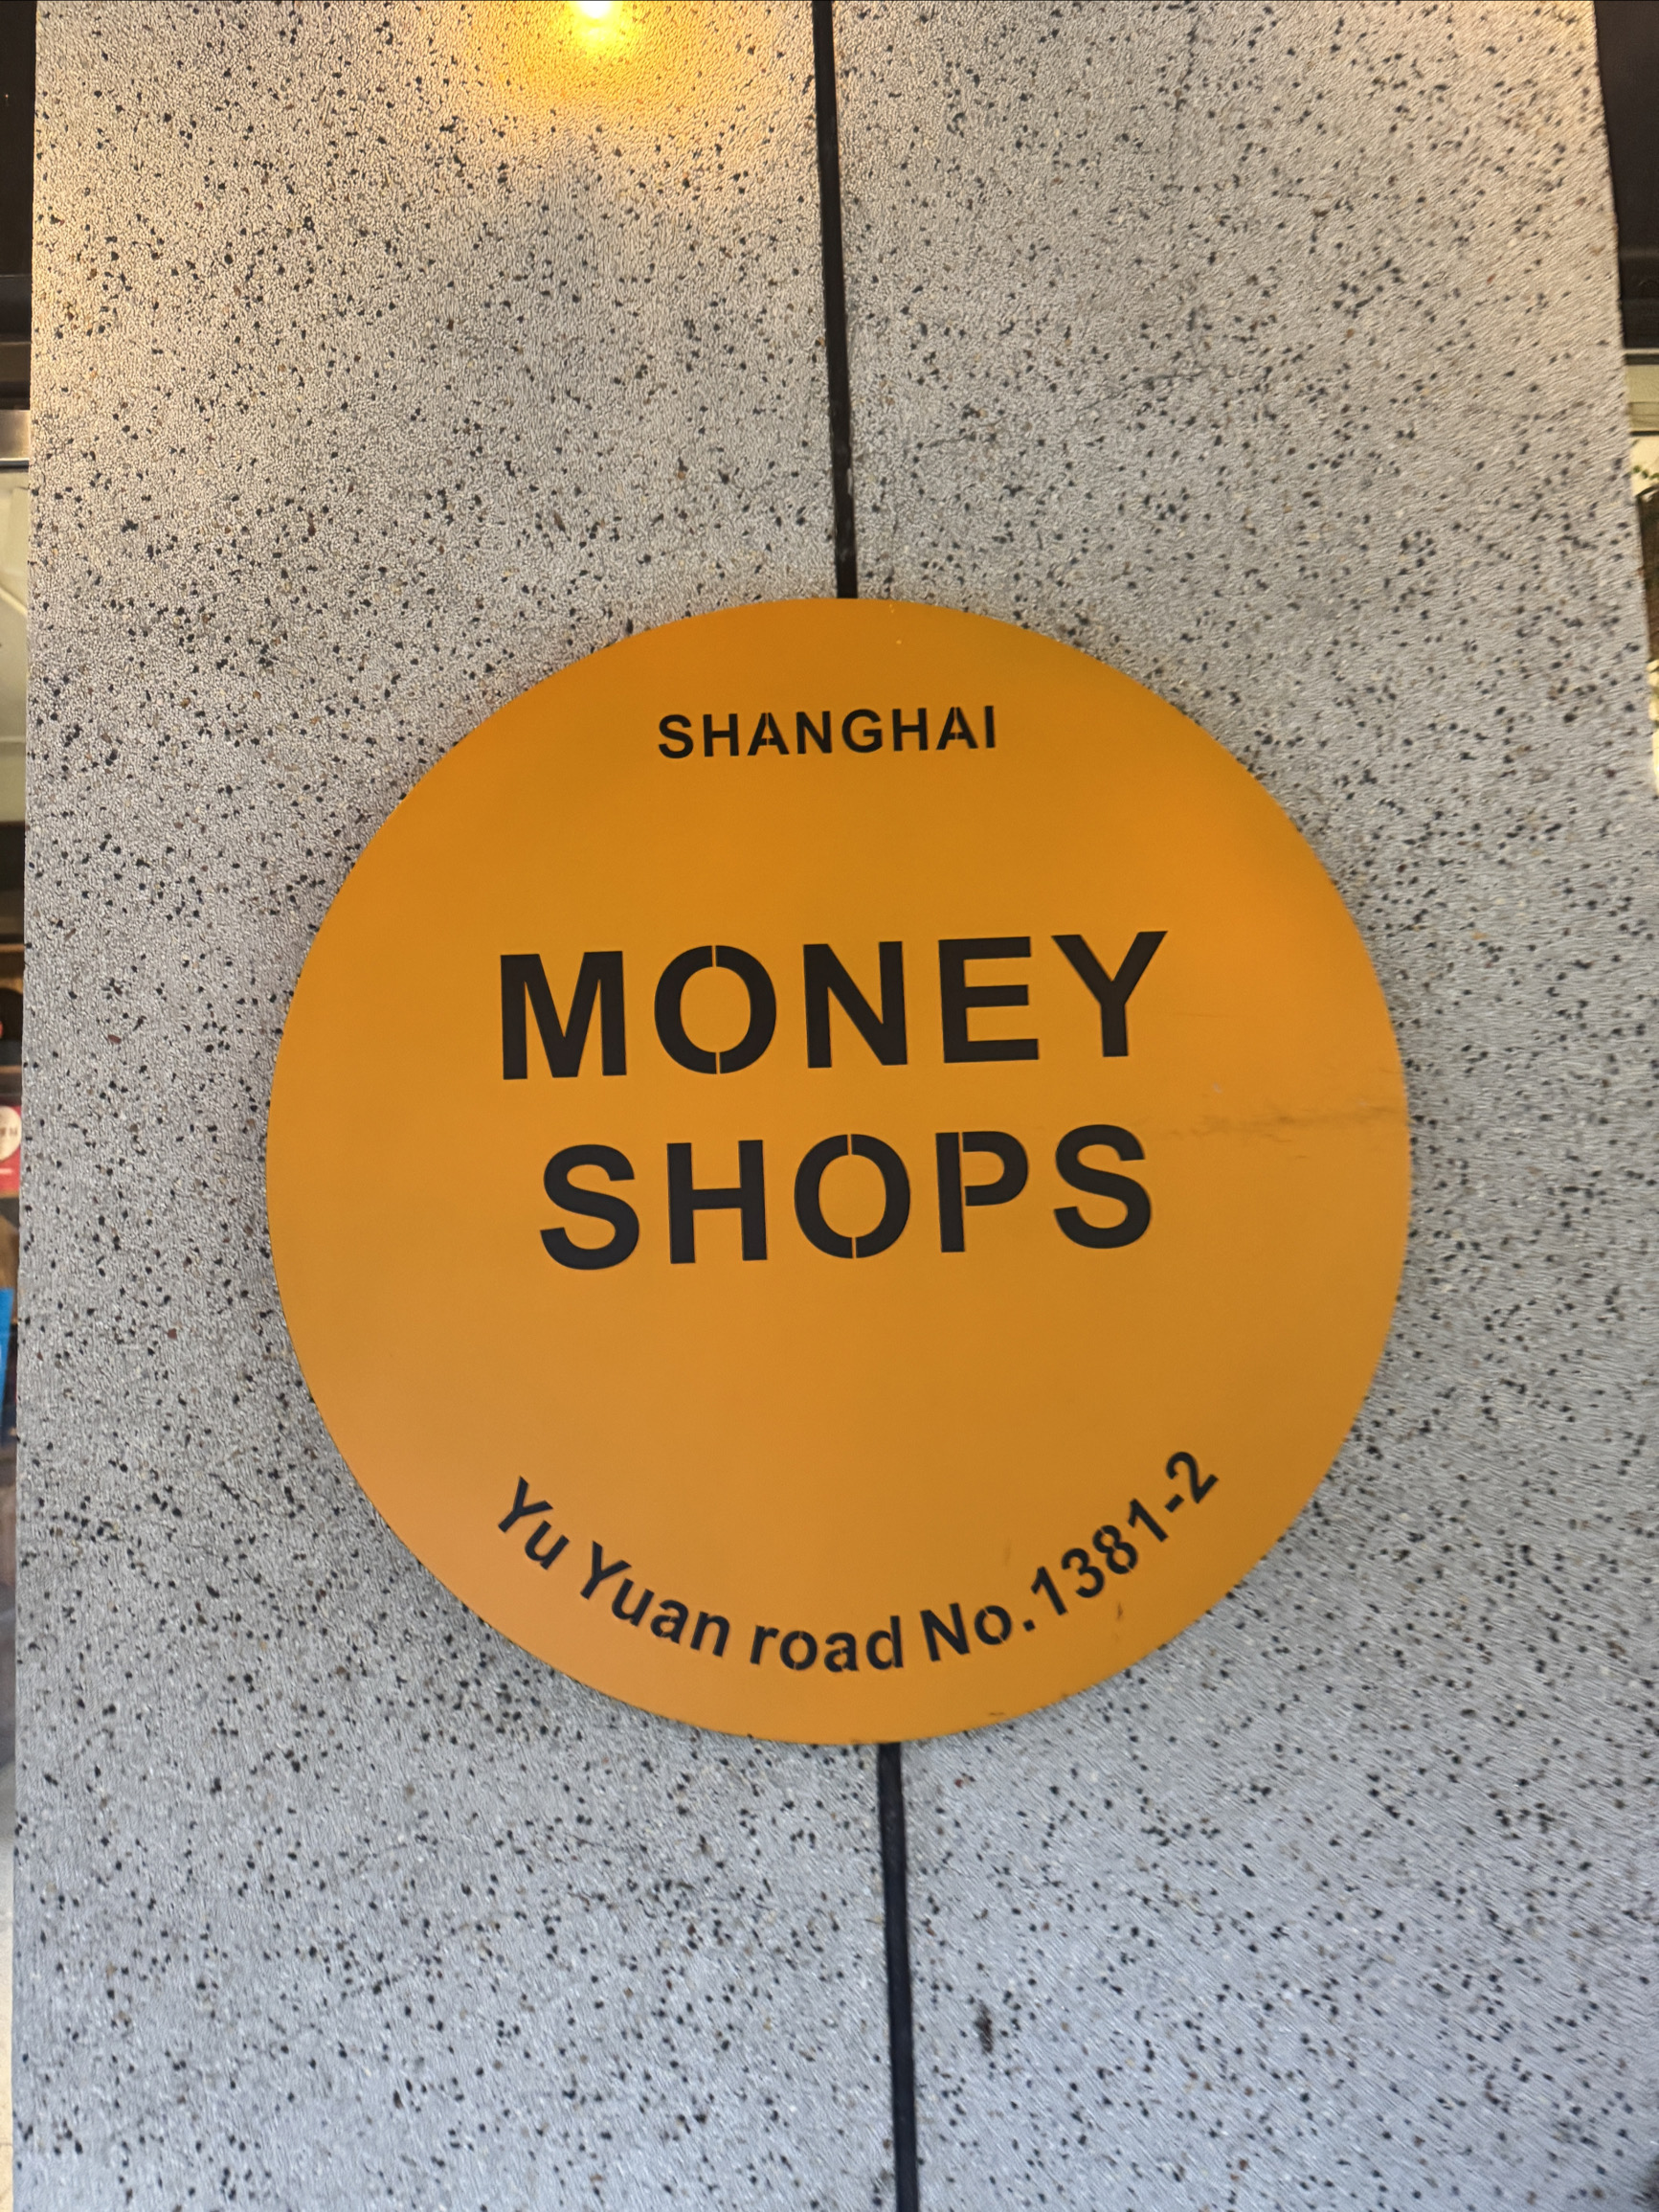 SHANGHAI
MONEY
SHOPS
Yu Yuan road No.1381-2